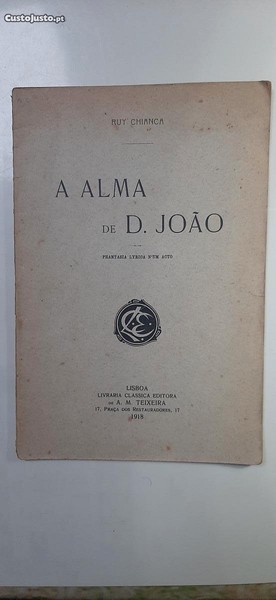 CustoJusto.pt
RUY CHIANCA
A ALMA
DE D. JOÃO
PHANTASIA LYRICA N'UM ACTO
LISBOA
LIVRARIA CLASSICA EDITORA
DE A. M. TEIXEIRA
17, PRAÇA DOS RESTAURADORES, 17
1918